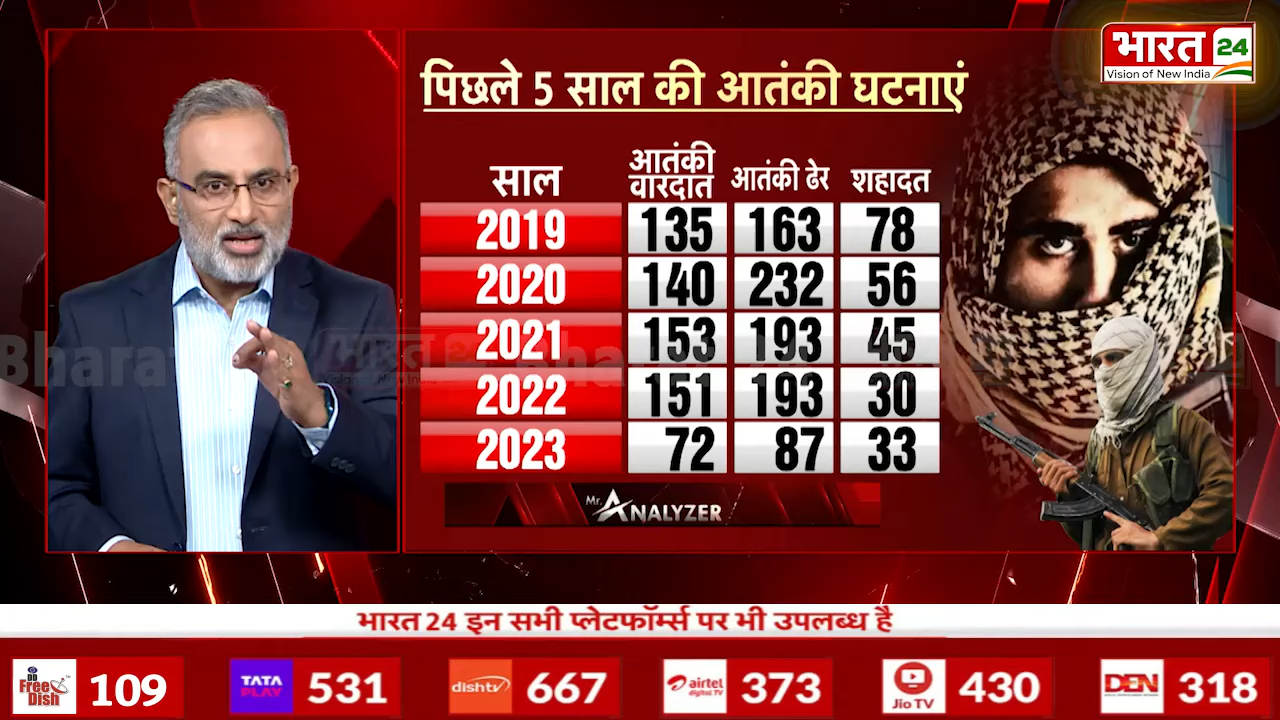 भारत 24
Vision of New India
पिछले 5 साल की आतंकी घटनाएं
साल आतंकी वारदात आतंकी ढेर शहादत
2019 135 163 78
2020 140 232 56
2021 153 193 45
2022 151 193 30
2023 72 87 33
Mr. ANALYZER
भारत 24 इन सभी प्लेटफॉर्म्स पर भी उपलब्ध है
DD Free Dish 109
TATA PLAY 531
dishtv 667
airtel digital TV 373
JioTV 430
DEN 318